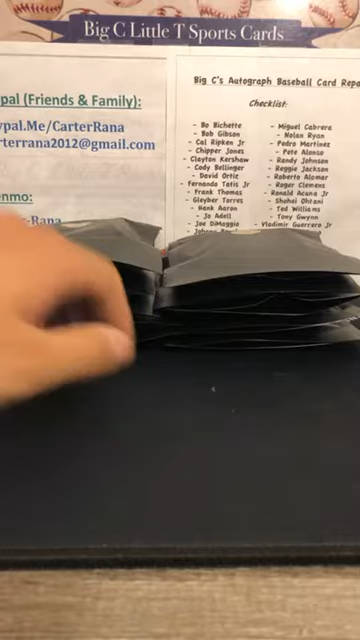 Big C Little T Sports Cards
pal (Friends & Family):
ypal.Me/CarterRana
rterrana2012@gmail.com
nmo:
-Rana
Big C's Autograph Baseball Card Repa
Checklist:
- Bo Bichette
- Bob Gibson
- Cal Ripken Jr
- Chipper Jones
- Clayton Kershaw
- Cody Bellinger
- David Ortiz
- Fernando Tatis Jr
- Frank Thomas
- Gleyber Torres
- Hank Aaron
- Jo Adell
- Joe DiMaggio
- Miguel Cabrera
- Nolan Ryan
- Pedro Martinez
- Pete Alonso
- Randy Johnson
- Reggie Jackson
- Roberto Alomar
- Roger Clemens
- Ronald Acuna Jr
- Shohei Ohtani
- Ted Williams
- Tony Gwynn
- Vladimir Guerrero Jr